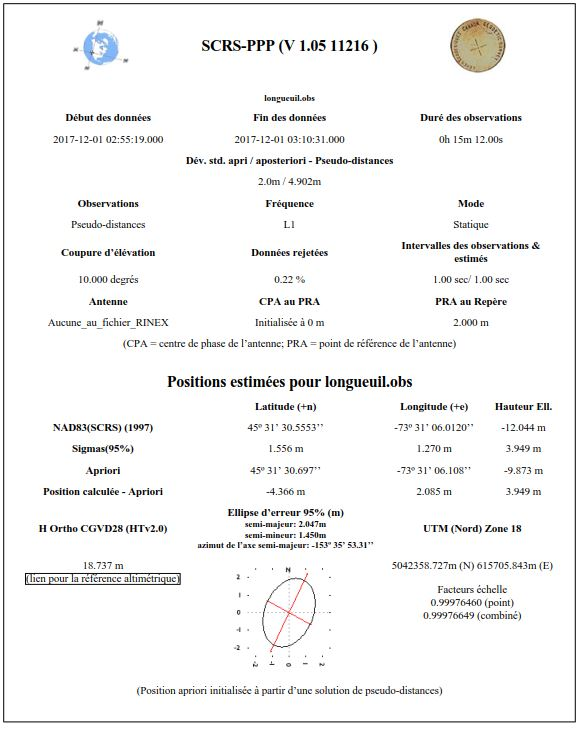 SCRS-PPP (V 1.05 11216 )
longueuil.obs
Début des données Fin des données Duré des observations
2017-12-01 02:55:19.000 2017-12-01 03:10:31.000 0h 15m 12.00s
Dév. std. apri / aposteriori - Pseudo-distances
2.0m / 4.902m
Observations Fréquence Mode
Pseudo-distances L1 Statique
Coupure d’élévation Données rejetées Intervalles des observations &
estimés
10.000 degrés 0.22 % 1.00 sec/ 1.00 sec
Antenne CPA au PRA PRA au Repère
Aucune_au_fichier_RINEX Initialisée à 0 m 2.000 m
(CPA = centre de phase de l’antenne; PRA = point de référence de l’antenne)
Positions estimées pour longueuil.obs
Latitude (+n) Longitude (+e) Hauteur Ell.
NAD83(SCRS) (1997) 45º 31’ 30.5553’’ -73º 31’ 06.0120’’ -12.044 m
Sigmas(95%) 1.556 m 1.270 m 3.949 m
Apriori 45º 31’ 30.697’’ -73º 31’ 06.108’’ -9.873 m
Position calculée - Apriori -4.366 m 2.085 m 3.949 m
H Ortho CGVD28 (HTv2.0) Ellipse d’erreur 95% (m) UTM (Nord) Zone 18
semi-majeur: 2.047m
semi-mineur: 1.450m
azimut de l’axe semi-majeur: -153º 35’ 53.31’’
18.737 m 5042358.727m (N) 615705.843m (E)
(lien pour la référence altimétrique)
Facteurs échelle
0.99976460 (point)
0.99976649 (combiné)
N
2
1
0
-1
-2
-2 -1 0 1 2
(Position apriori initialisée à partir d’une solution de pseudo-distances)